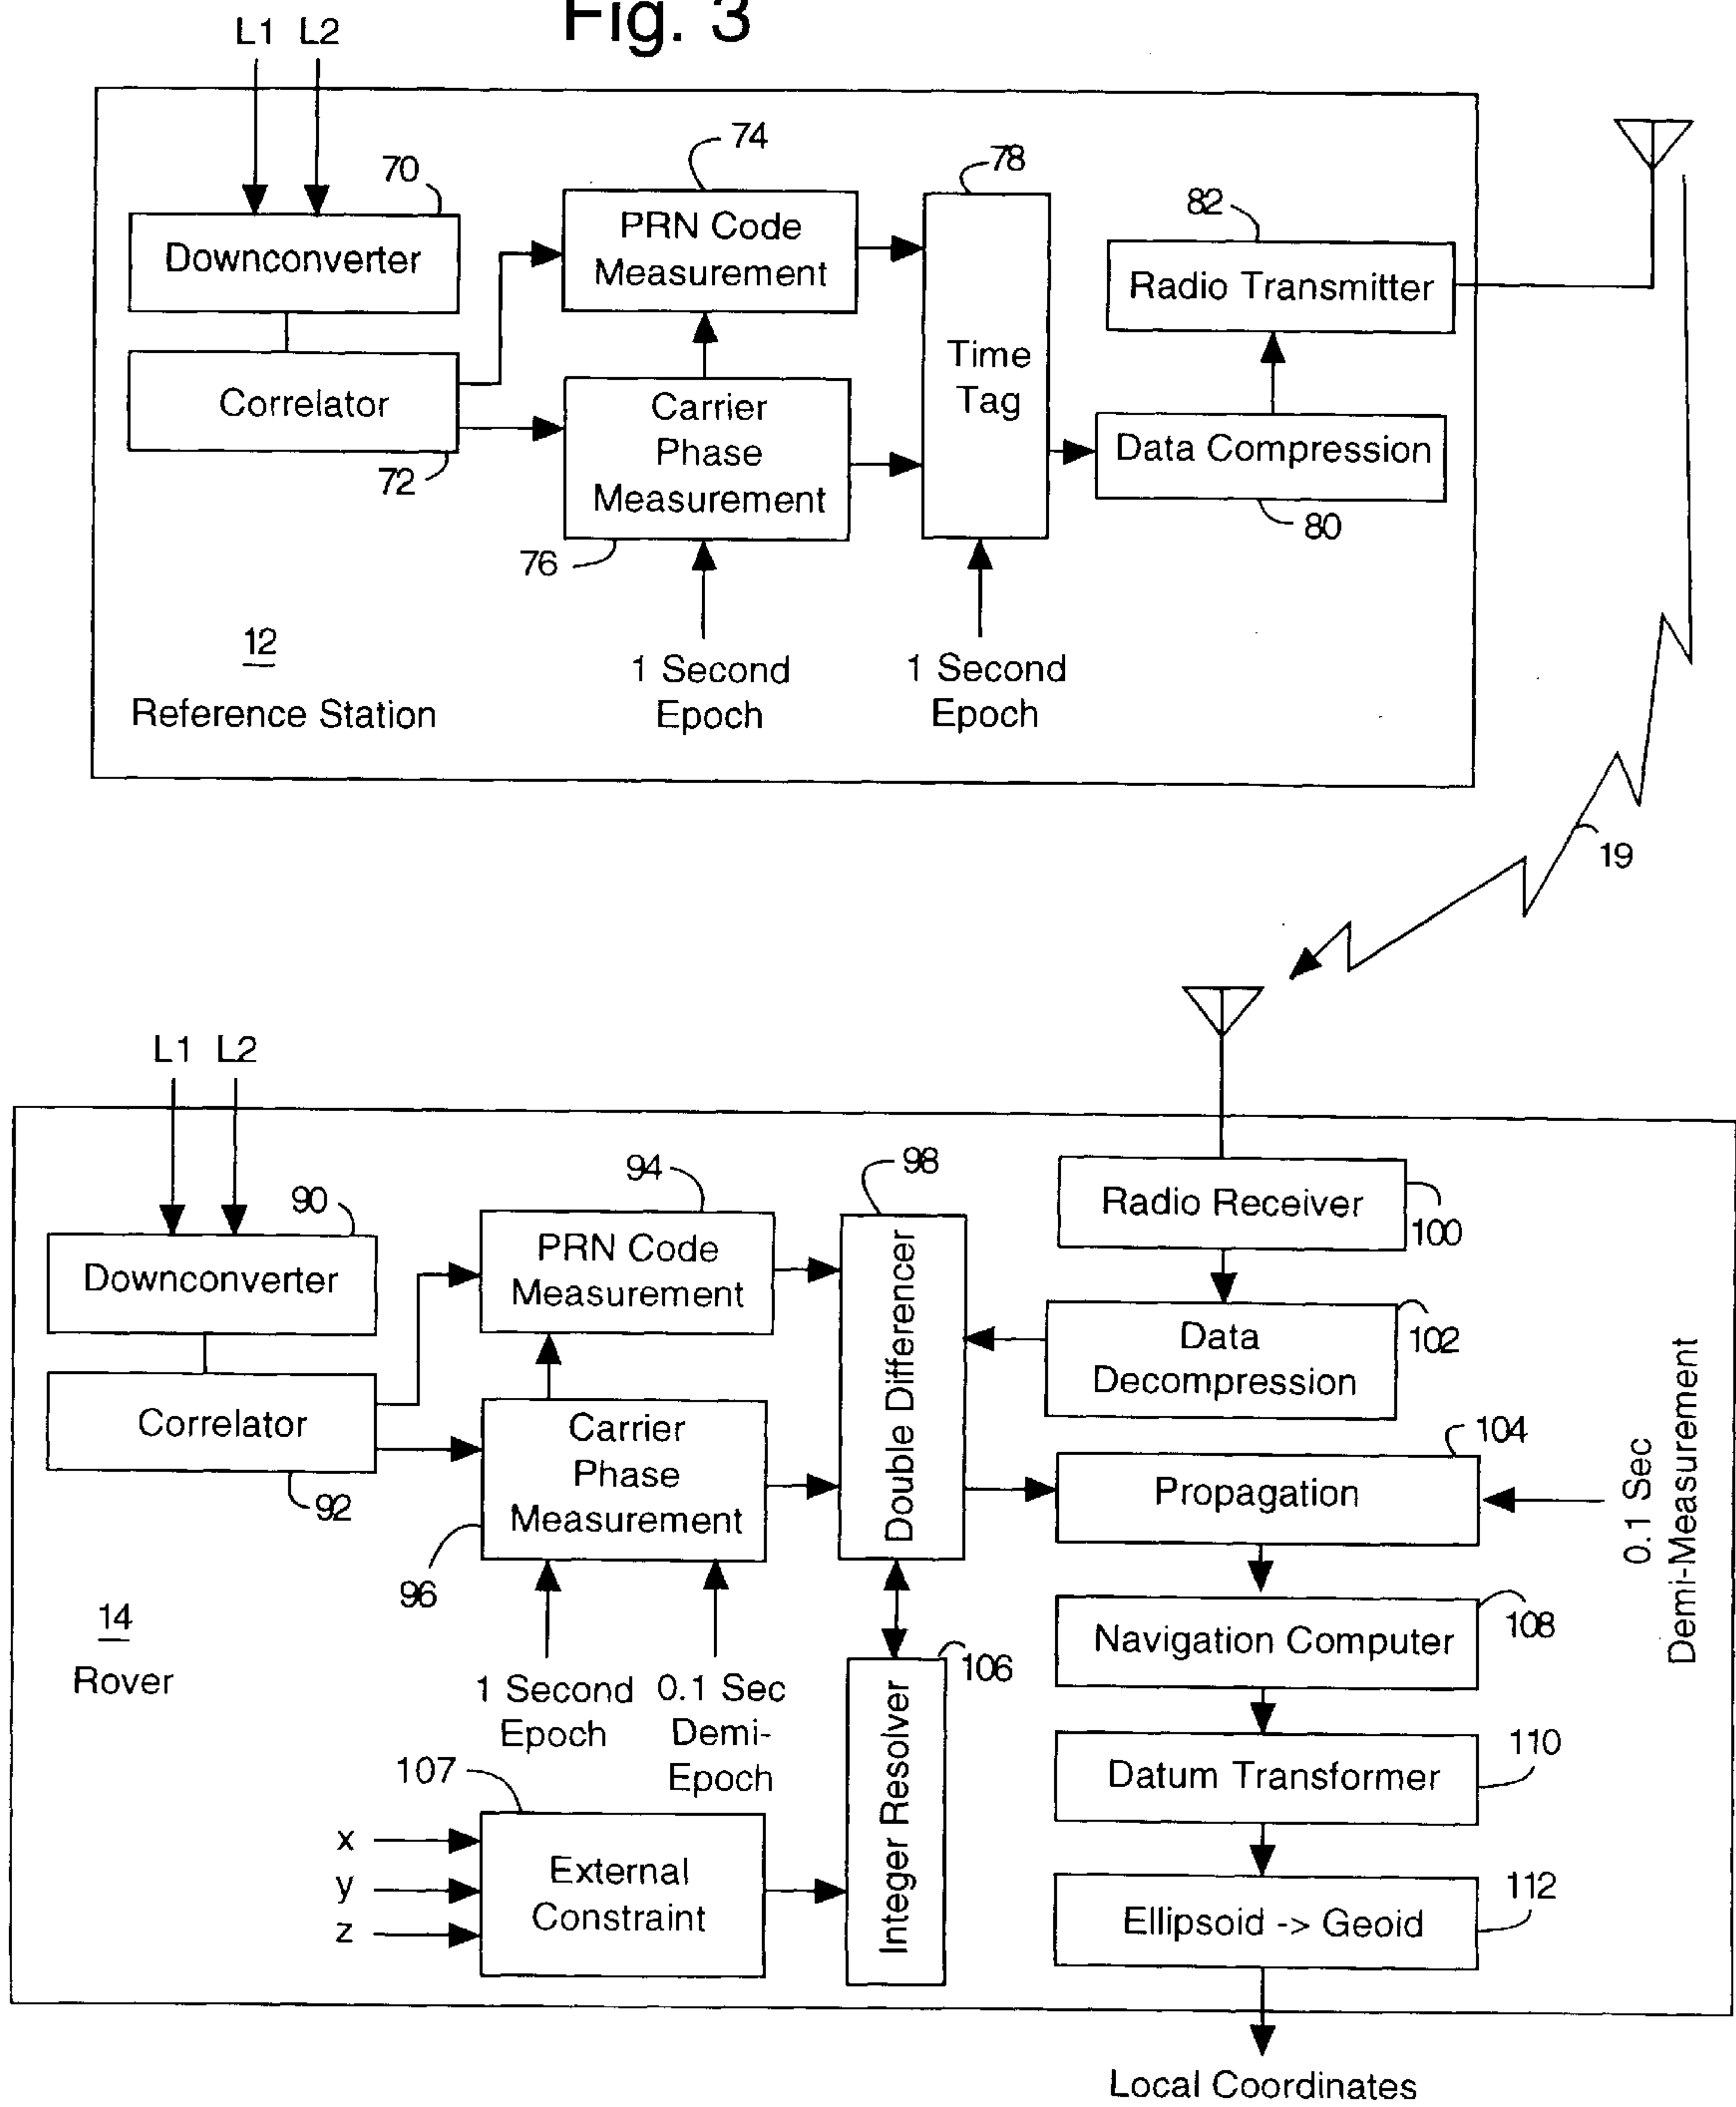 Fig. 3
L1 L2
70
74
78
82
Downconverter
PRN Code
Measurement
Radio Transmitter
Correlator
72
Carrier
Phase
Measurement
76
Time
Tag
Data Compression
80
1 Second
Epoch
1 Second
Epoch
12
Reference Station
19
L1 L2
90
94
98
Downconverter
PRN Code
Measurement
Double Differencer
Radio Receiver
100
Data
Decompression
102
Correlator
92
Carrier
Phase
Measurement
96
104
Propagation
0.1 Sec
Demi-Measurement
14
Rover
1 Second
Epoch
0.1 Sec
Demi-
Epoch
106
Integer Resolver
Navigation Computer
108
107
x
y
z
External
Constraint
Datum Transformer
110
Ellipsoid -> Geoid
112
Local Coordinates